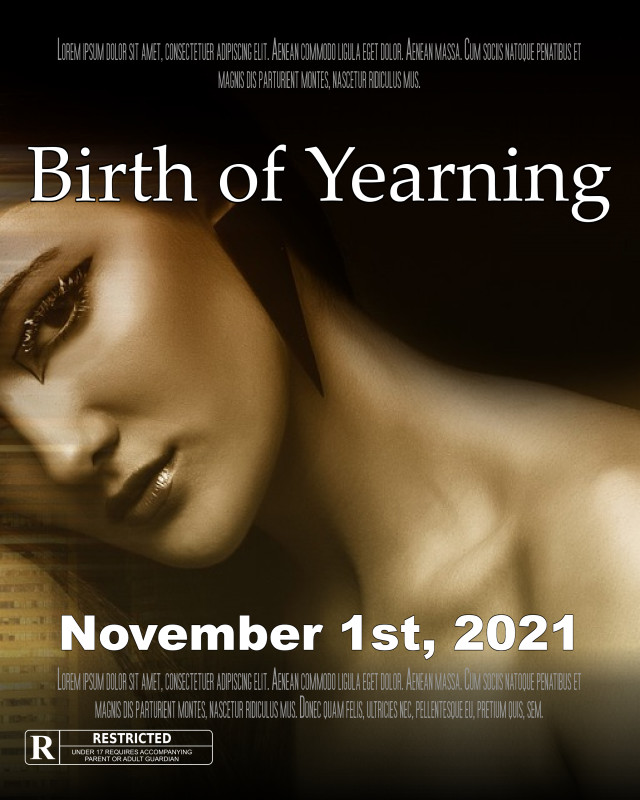 Lorem ipsum dolor sit amet, consectetuer adipiscing elit. Aenean commodo ligula eget dolor. Aenean massa. Cum sociis natoque penatibus et
magnis dis parturient montes, nascetur ridiculus mus.
Birth of Yearning
November 1st, 2021
Lorem ipsum dolor sit amet, consectetuer adipiscing elit. Aenean commodo ligula eget dolor. Aenean massa. Cum sociis natoque penatibus et
magnis dis parturient montes, nascetur ridiculus mus. Donec quam felis, ultricies nec, pellentesque eu, pretium quis, sem.
R RESTRICTED
UNDER 17 REQUIRES ACCOMPANYING
PARENT OR ADULT GUARDIAN